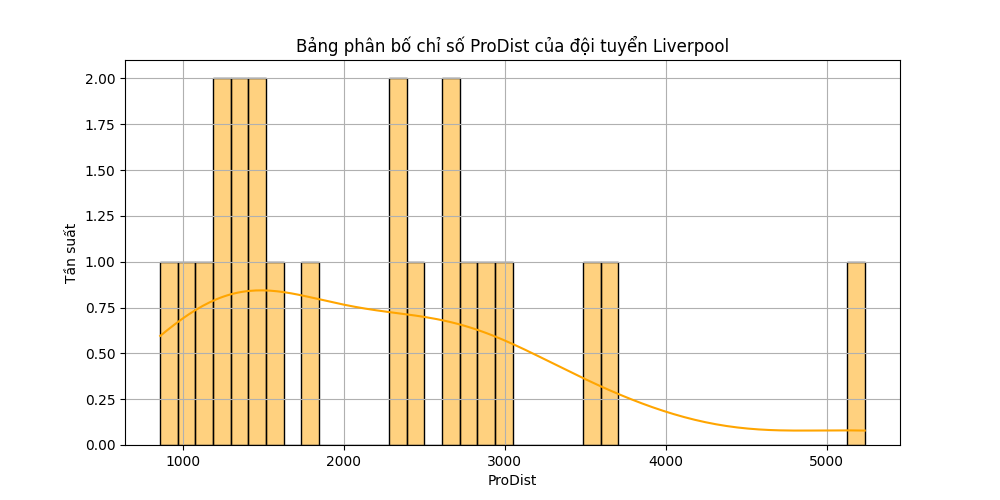 Bảng phân bố chỉ số ProDist của đội tuyển Liverpool
2.00
1.75
1.50
1.25
1.00
0.75
0.50
0.25
0.00
Tần suất
1000 2000 3000 4000 5000
ProDist